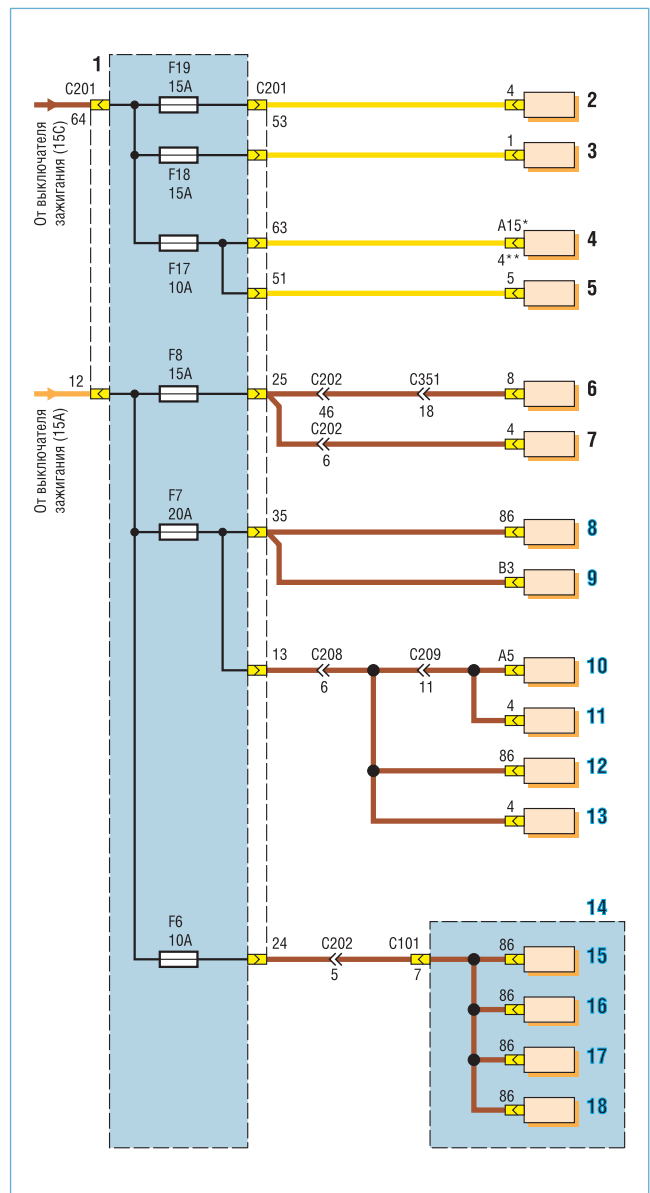 1
F19
15A
C201
64
C201
53
4
2
От выключателя
зажигания (15C)
F18
15A
1
3
F17
10A
63
A15*
4**
4
51
5
5
F8
15A
12
25
C202
46
C351
18
8
6
От выключателя
зажигания (15A)
C202
6
4
7
F7
20A
35
86
8
B3
9
13
C208
6
C209
11
A5
10
4
11
86
12
4
13
14
F6
10A
24
C202
5
C101
7
86
15
86
16
86
17
86
18